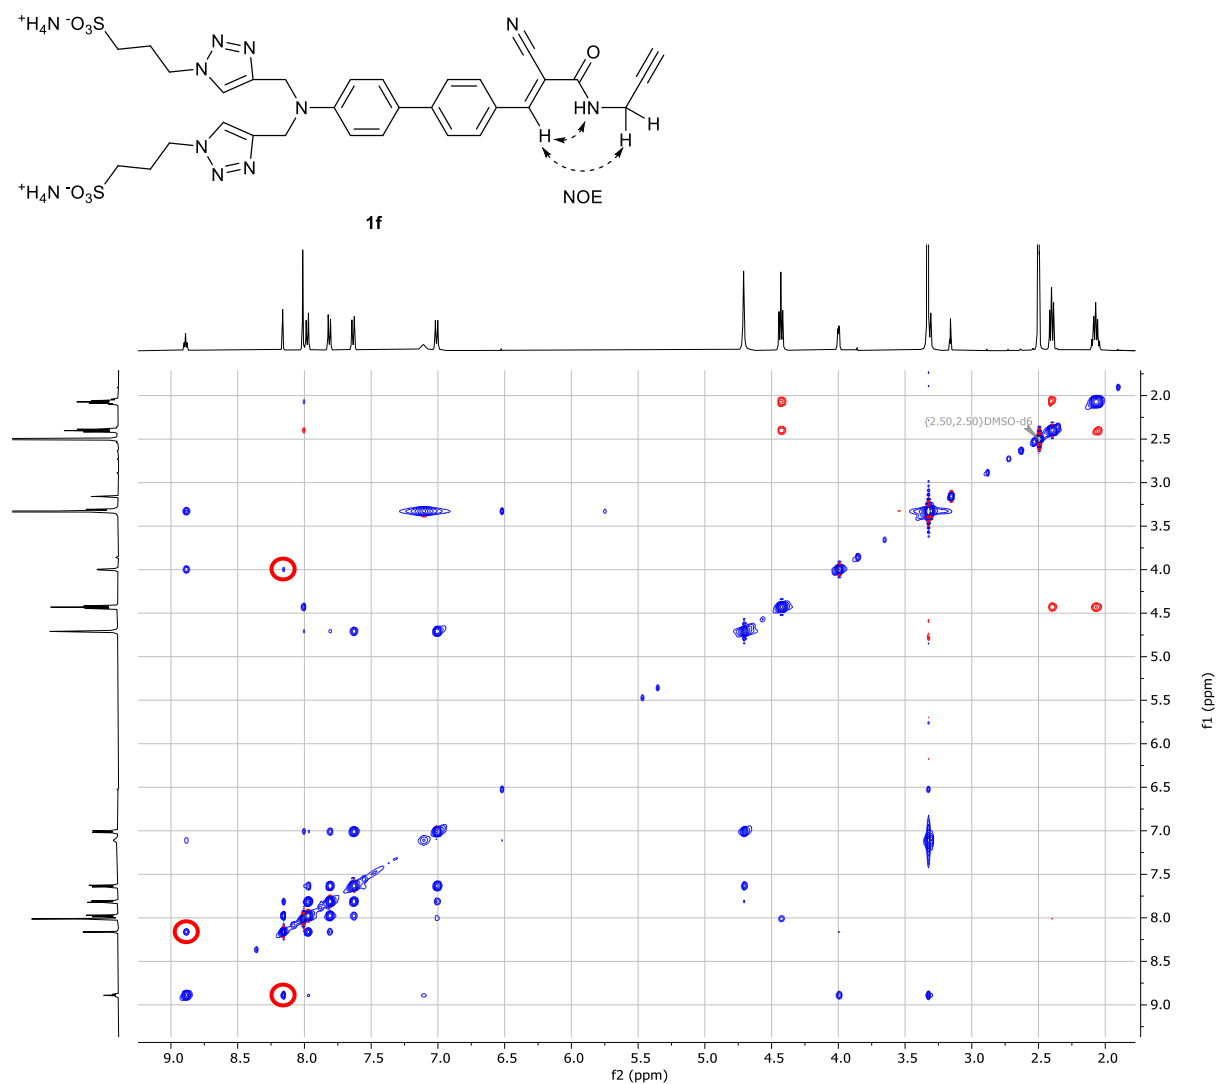 +H4N -O3S
N
N
N
N
O
HN
H
H
H
N
+H4N -O3S
N
N
N
NOE
1f
{2.50,2.50}DMSO-d6
2.0
2.5
3.0
3.5
4.0
4.5
5.0
5.5
6.0
6.5
7.0
7.5
8.0
8.5
9.0
f1 (ppm)
9.0 8.5 8.0 7.5 7.0 6.5 6.0 5.5 5.0 4.5 4.0 3.5 3.0 2.5 2.0
f2 (ppm)